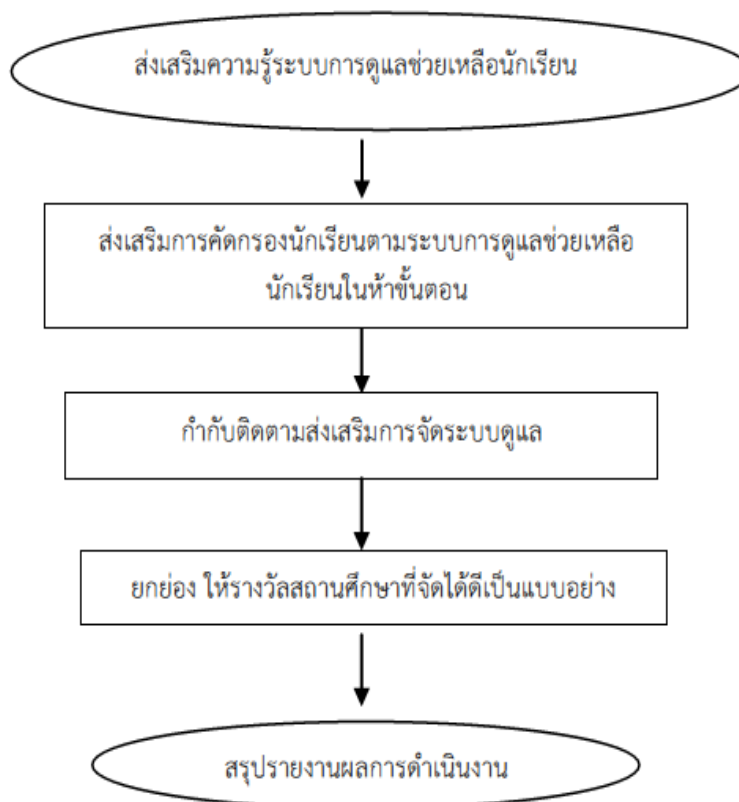 ส่งเสริมความรู้ระบบการดูแลช่วยเหลือนักเรียน
ส่งเสริมการคัดกรองนักเรียนตามระบบการดูแลช่วยเหลือ
นักเรียนในห้าขั้นตอน
กำกับติดตามส่งเสริมการจัดระบบดูแล
ยกย่อง ให้รางวัลสถานศึกษาที่จัดได้ดีเป็นแบบอย่าง
สรุปรายงานผลการดำเนินงาน